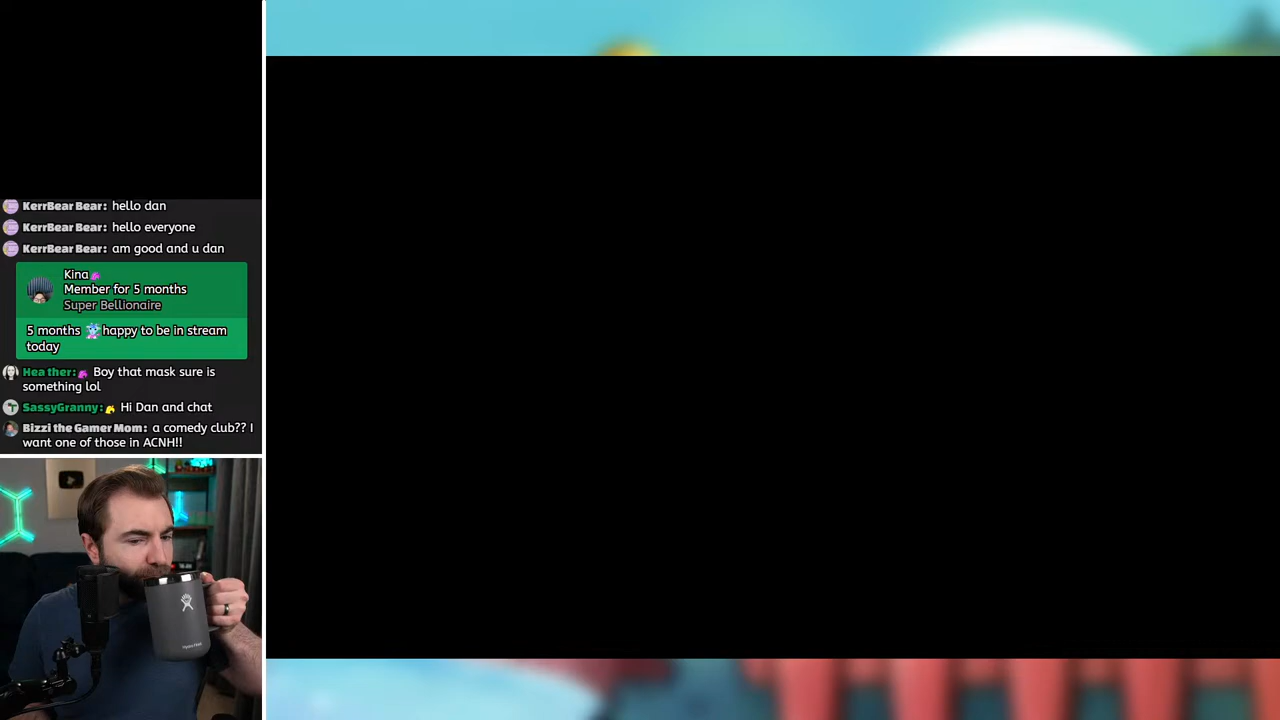 KerrBear Bear: hello dan
KerrBear Bear: hello everyone
KerrBear Bear: am good and u dan
Kina
Member for 5 months
Super Bellionaire
5 months happy to be in stream
today
Hea ther: Boy that mask sure is
something lol
SassyGranny: Hi Dan and chat
Bizzi the Gamer Mom: a comedy club?? I
want one of those in ACNH!!
Hydro Flask